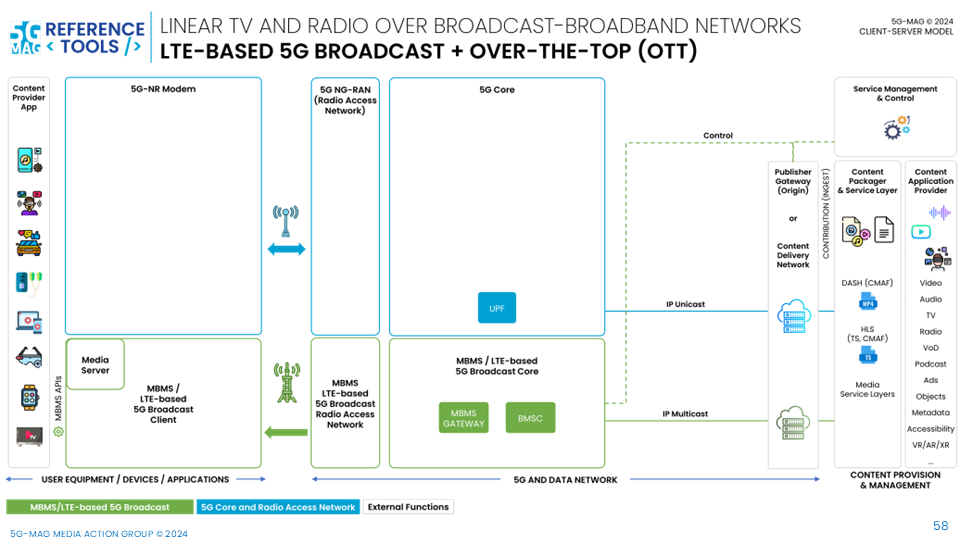 5G REFERENCE
MAG < TOOLS />
LINEAR TV AND RADIO OVER BROADCAST-BROADBAND NETWORKS
LTE-BASED 5G BROADCAST + OVER-THE-TOP (OTT)
5G-MAG © 2024
CLIENT-SERVER MODEL
Content
Provider
App
5G-NR Modem
5G NG-RAN
(Radio Access
Network)
5G Core
Service Management
& Control
Control
Publisher
Gateway
(Origin)
or
Content
Delivery
Network
CONTRIBUTION (INGEST)
Content
Packager
& Service Layer
Content
Application
Provider
UPF
IP Unicast
DASH (CMAF)
MP4
HLS
(TS, CMAF)
TS
Media
Service Layers
Video
Audio
TV
Radio
VoD
Podcast
Ads
Objects
Metadata
Accessibility
VR/AR/XR
...
Media
Server
MBMS APIs
MBMS /
LTE-based
5G Broadcast
Client
MBMS
LTE-based
5G Broadcast
Radio Access
Network
MBMS / LTE-based
5G Broadcast Core
MBMS
GATEWAY
BMSC
IP Multicast
USER EQUIPMENT / DEVICES / APPLICATIONS
5G AND DATA NETWORK
CONTENT PROVISION
& MANAGEMENT
MBMS/LTE-based 5G Broadcast
5G Core and Radio Access Network
External Functions
5G-MAG MEDIA ACTION GROUP © 2024
58